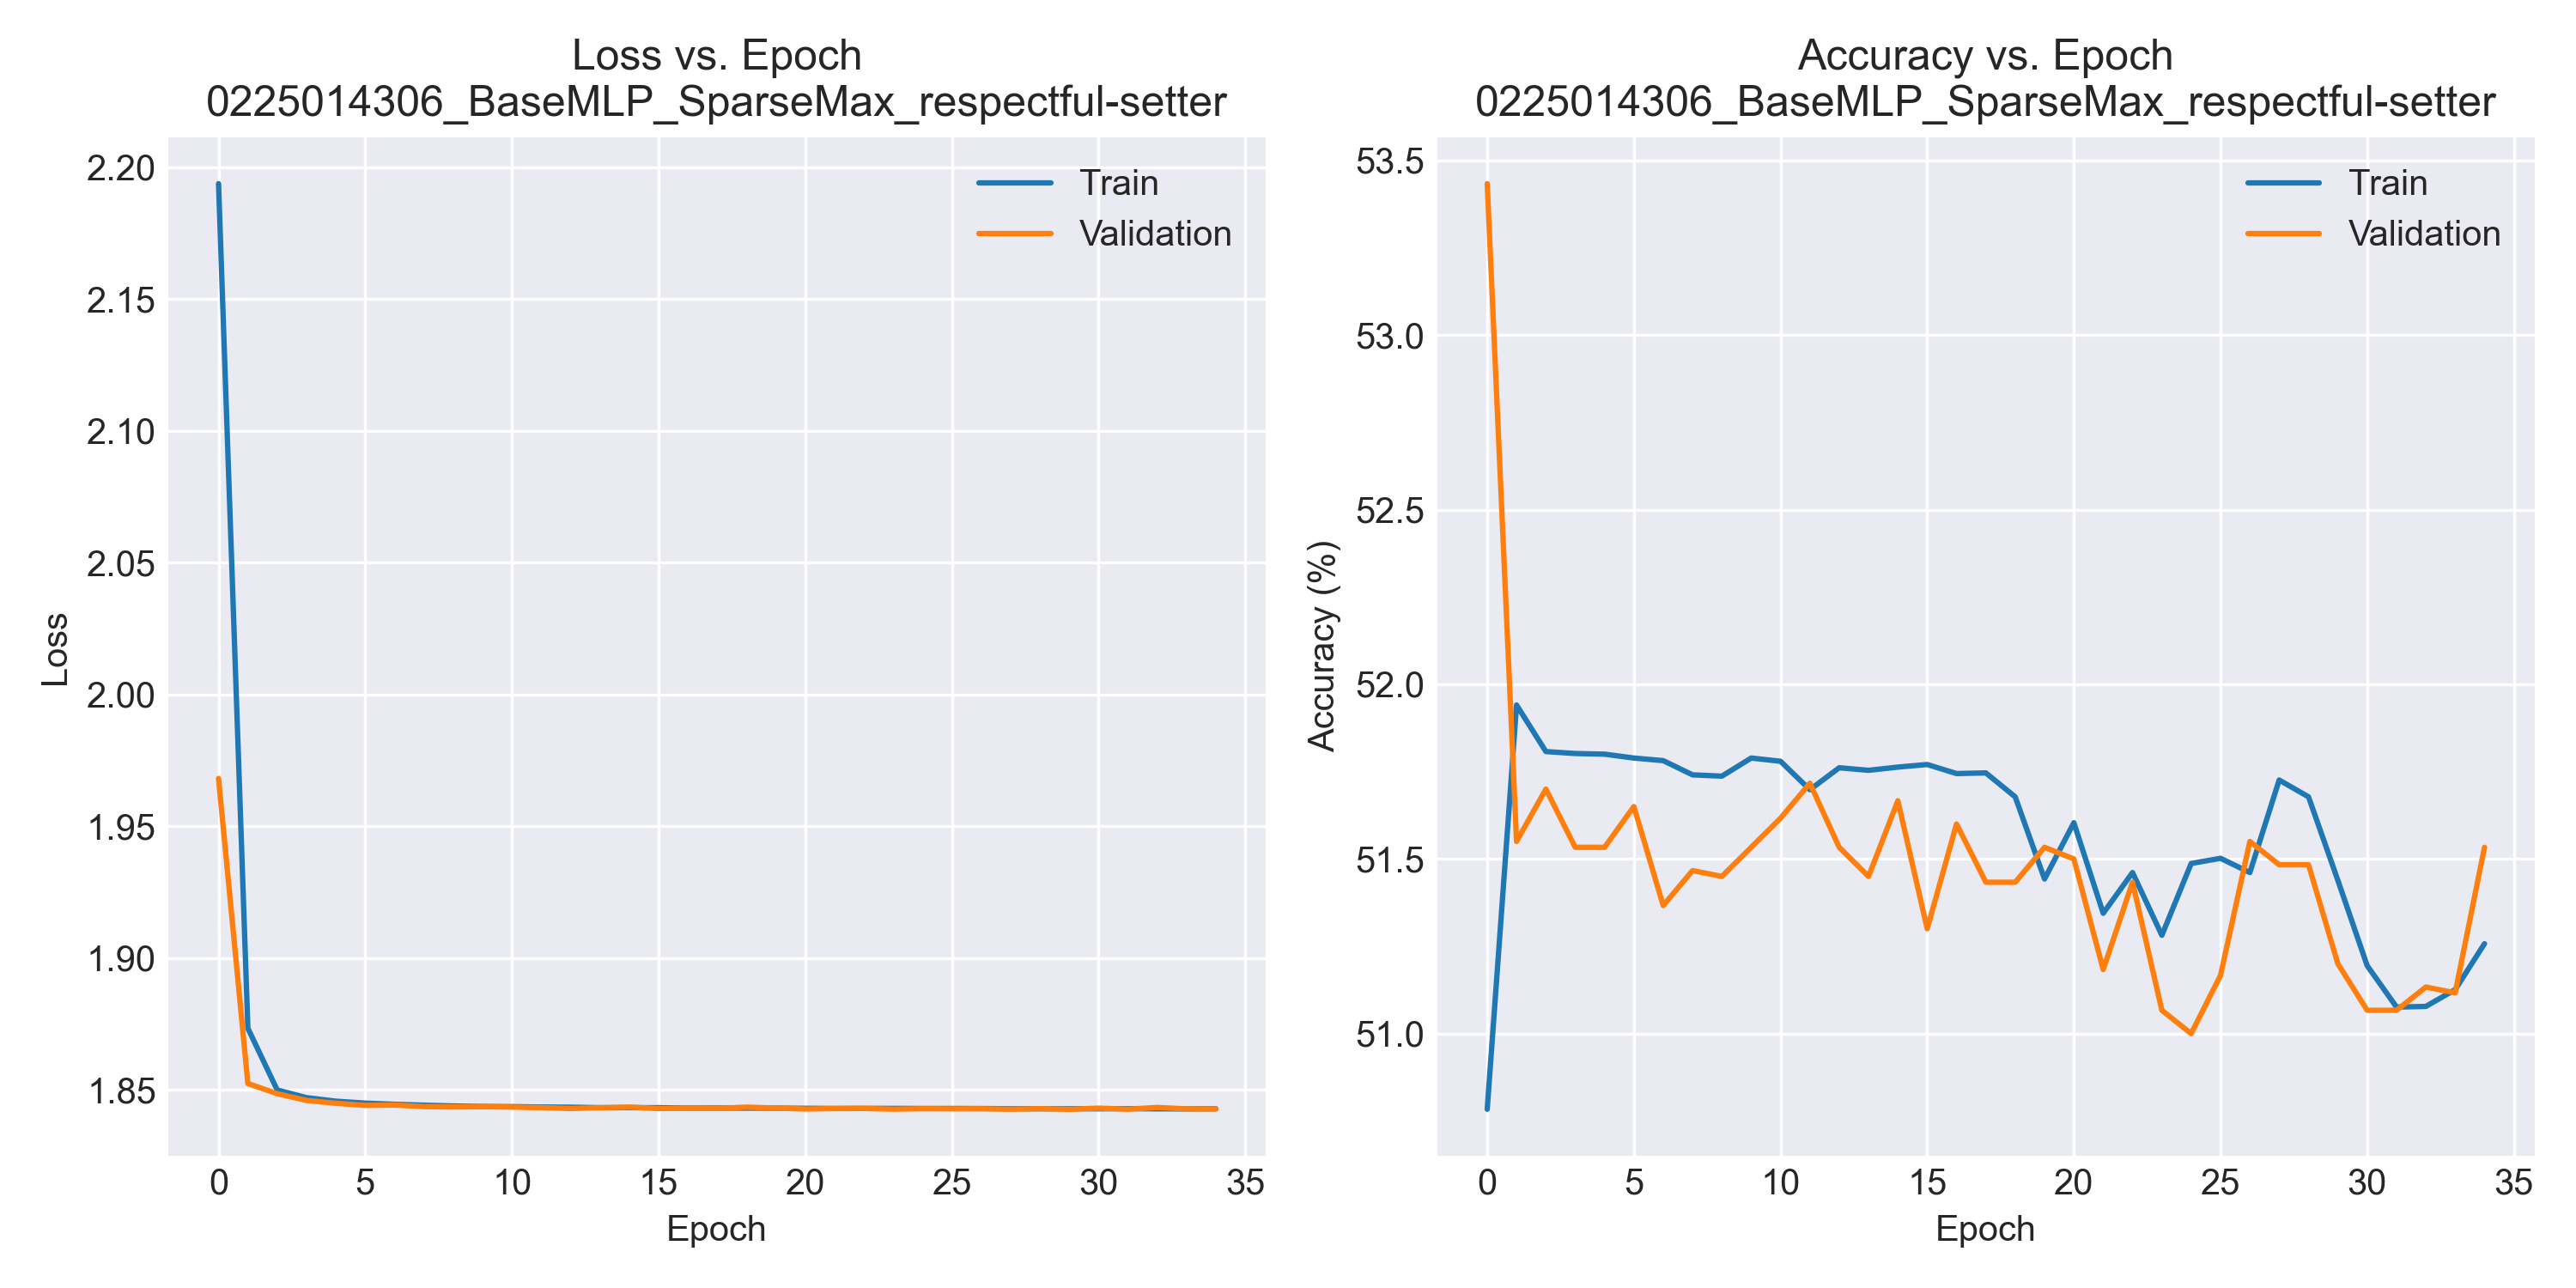 Loss vs. Epoch
0225014306_BaseMLP_SparseMax_respectful-setter
Train
Validation
2.20
2.15
2.10
2.05
2.00
1.95
1.90
1.85
Loss
0 5 10 15 20 25 30 35
Epoch
Accuracy vs. Epoch
0225014306_BaseMLP_SparseMax_respectful-setter
Train
Validation
53.5
53.0
52.5
52.0
51.5
51.0
Accuracy (%)
0 5 10 15 20 25 30 35
Epoch